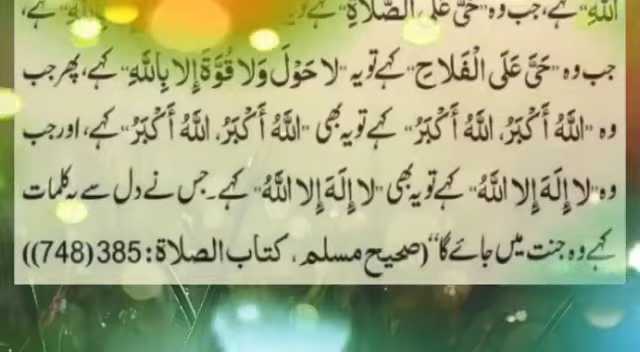 اللهِ“ ہے، جب وہ ”حَیَّ عَلَی الصَّلَاۃِ“ کہے
جب وہ ”حَیَّ عَلَی الْفَلَاحِ“ کہے تو یہ ”لَا حَوْلَ وَلَا قُوَّۃَ إِلَّا بِاللّٰهِ“ کہے، پھر جب
وہ ”اللّٰهُ أَکْبَرُ، اللّٰهُ أَکْبَرُ“ کہے تو یہ بھی ”اللّٰهُ أَکْبَرُ، اللّٰهُ أَکْبَرُ“ کہے، اور جب
وہ ”لَا إِلٰهَ إِلَّا اللّٰهُ“ کہے تو یہ بھی ”لَا إِلٰهَ إِلَّا اللّٰهُ“ کہے۔ جس نے دل سے یہ کلمات
کہے وہ جنت میں جائے گا“ (صحیح مسلم، کتاب الصلاۃ: 385(748))